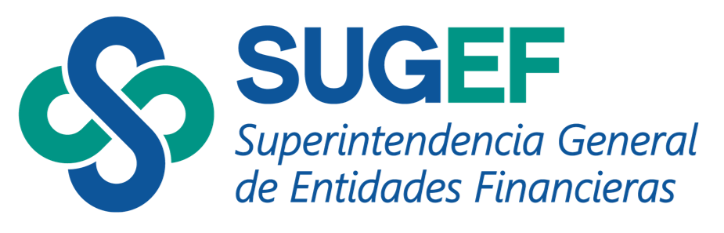 SUGEF
Superintendencia General
de Entidades Financieras